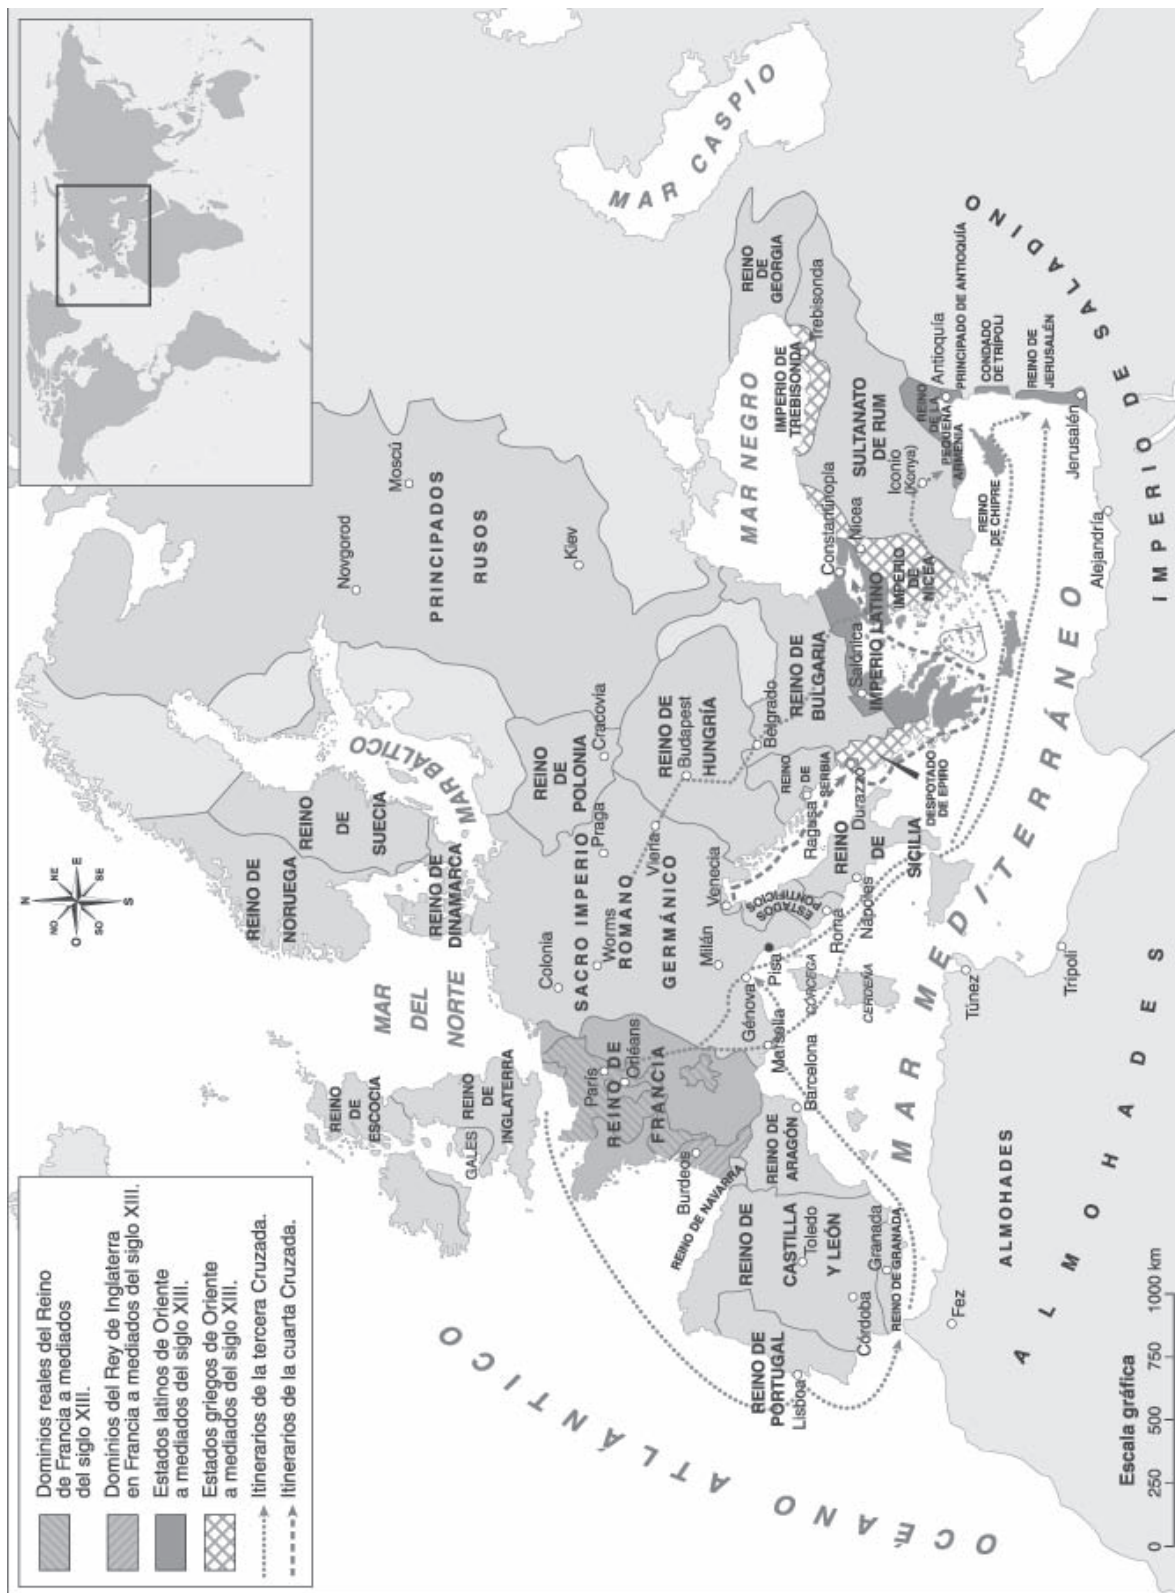 Dominios reales del Reino
de Francia a mediados
del siglo XIII.
Dominios del Rey de Inglaterra
en Francia a mediados del siglo XIII.
Estados latinos de Oriente
a mediados del siglo XIII.
Estados griegos de Oriente
a mediados del siglo XIII.
Itinerarios de la tercera Cruzada.
Itinerarios de la cuarta Cruzada.
N
NE
E
SE
S
SO
O
NO
REINO DE
NORUEGA
REINO
DE
SUECIA
MAR BÁLTICO
REINO DE
DINAMARCA
MAR
DEL
NORTE
REINO
DE
ESCOCIA
GALES
REINO
DE
INGLATERRA
Novgorod
Moscú
PRINCIPADOS
RUSOS
Kiev
MAR CASPIO
OCÉANO ATLÁNTICO
París
Orléans
REINO DE
FRANCIA
Burdeos
Colonia
Worms
SACRO IMPERIO
ROMANO
GERMÁNICO
Praga
Viena
REINO
DE
POLONIA
Cracovia
REINO DE
HUNGRÍA
Budapest
Belgrado
Milán
Venecia
Génova
Pisa
Marsella
CÓRCEGA
CERDEÑA
ESTADOS
PONTIFICIOS
Roma
Nápoles
REINO
DE
SICILIA
Ragusa
REINO
DE
SERBIA
Durazzo
DESPOTADO
DE EPIRO
REINO DE
BULGARIA
Salónica
IMPERIO LATINO
Constantinopla
Nicea
IMPERIO
DE
NICEA
MAR NEGRO
IMPERIO DE
TREBISONDA
Trebisonda
REINO
DE
GEORGIA
SULTANATO
DE RUM
Iconio
(Konya)
REINO
DE LA
PEQUEÑA
ARMENIA
Antioquía
PRINCIPADO DE ANTIOQUÍA
CONDADO
DE TRÍPOLI
REINO DE
JERUSALÉN
REINO
DE CHIPRE
Jerusalén
Alejandría
IMPERIO DE SALADINO
REINO DE NAVARRA
REINO DE
ARAGÓN
Barcelona
REINO DE
CASTILLA
Y LEÓN
Toledo
REINO DE
PORTUGAL
Lisboa
Córdoba
Granada
REINO DE GRANADA
MAR MEDITERRÁNEO
Fez
Túnez
Trípoli
ALMOHADES
ALMOHADES
Escala gráfica
0 250 500 750 1000 km